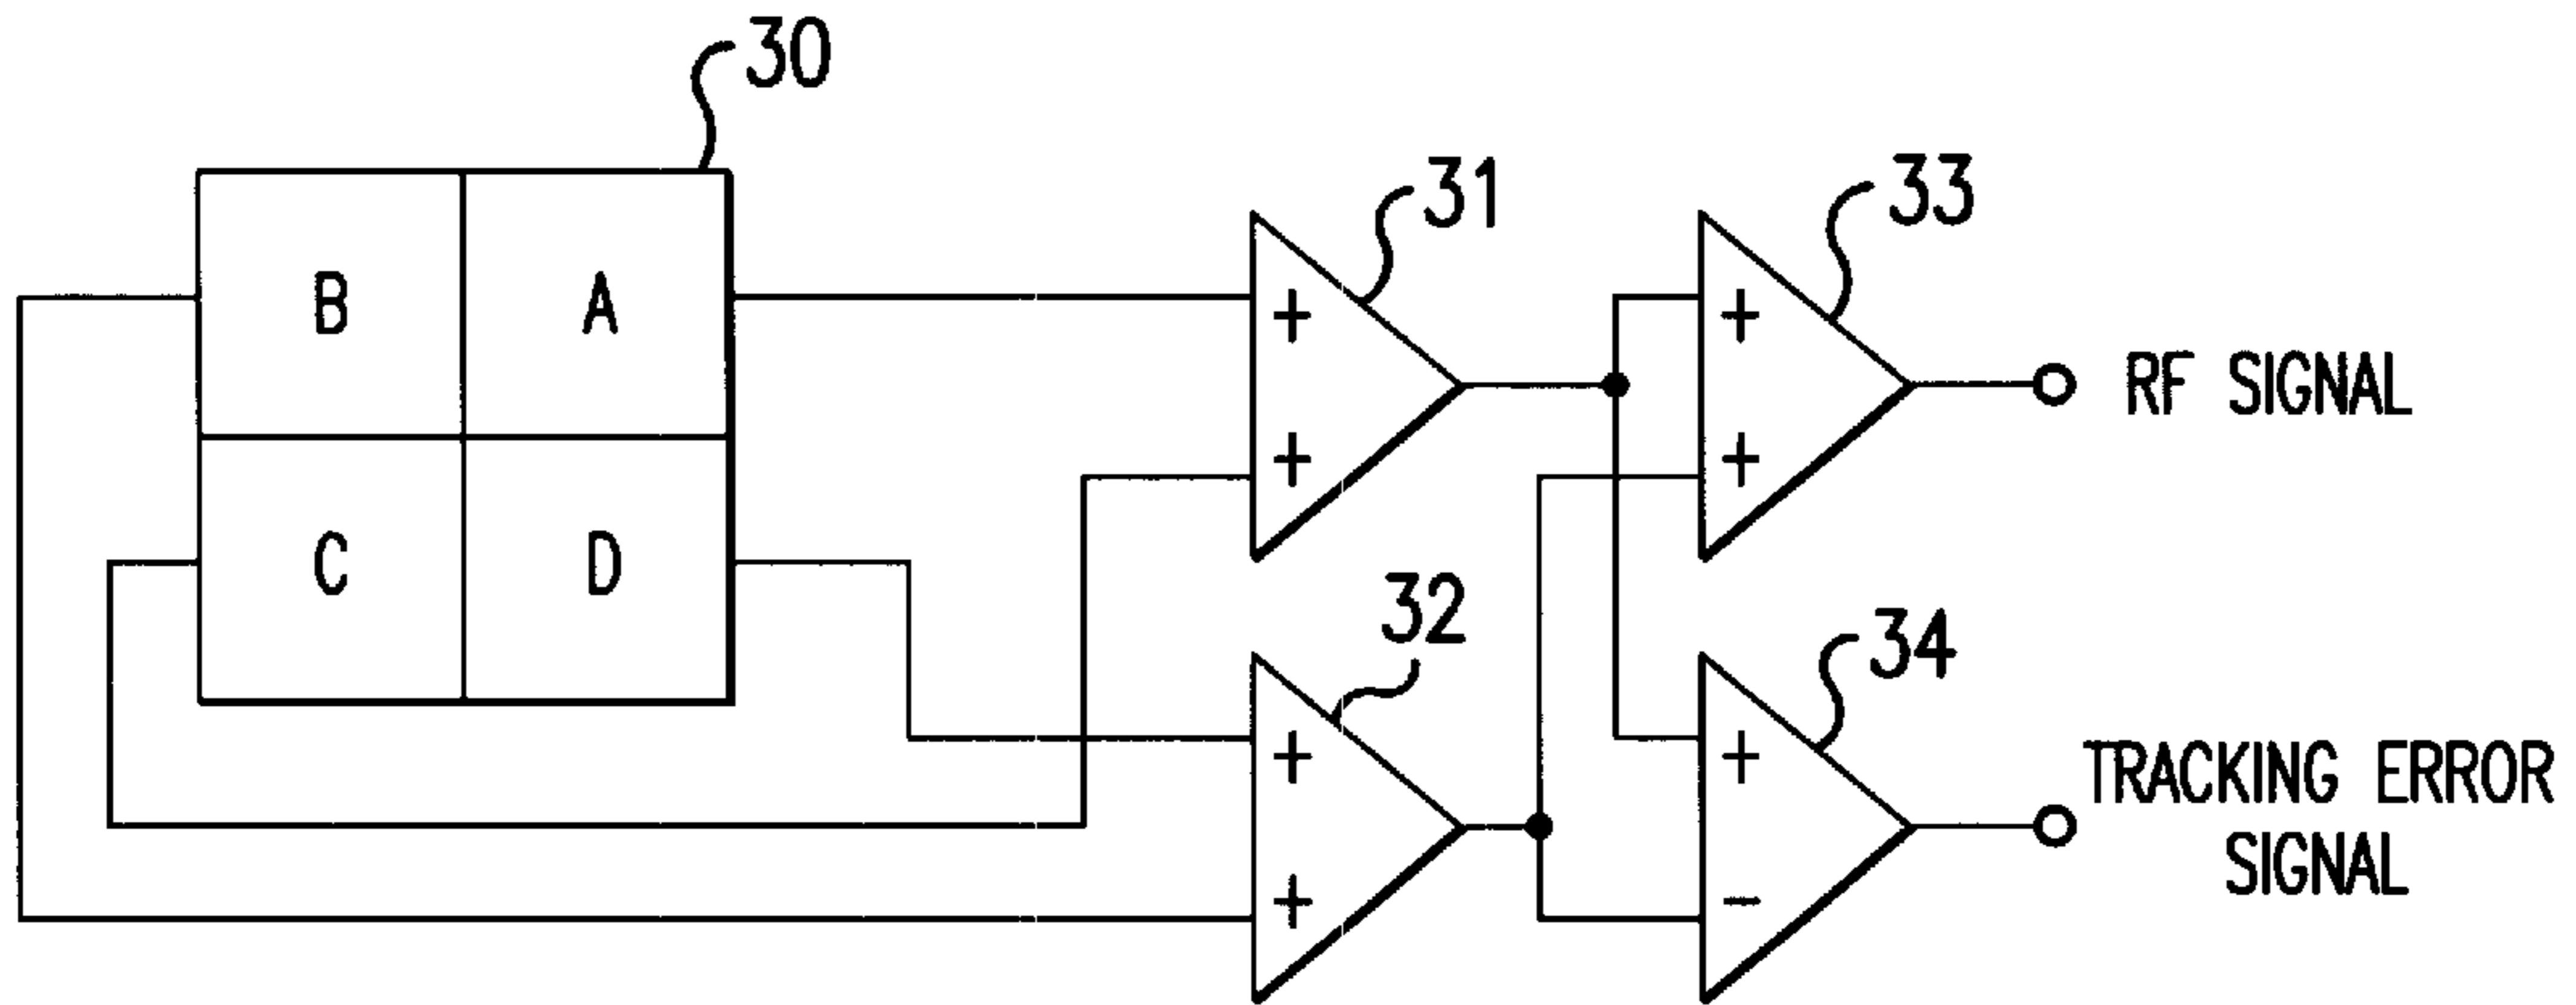 30
31
33
B A
+
+
+
+
RF SIGNAL
C D
32
34
+
+
+
-
TRACKING ERROR
SIGNAL